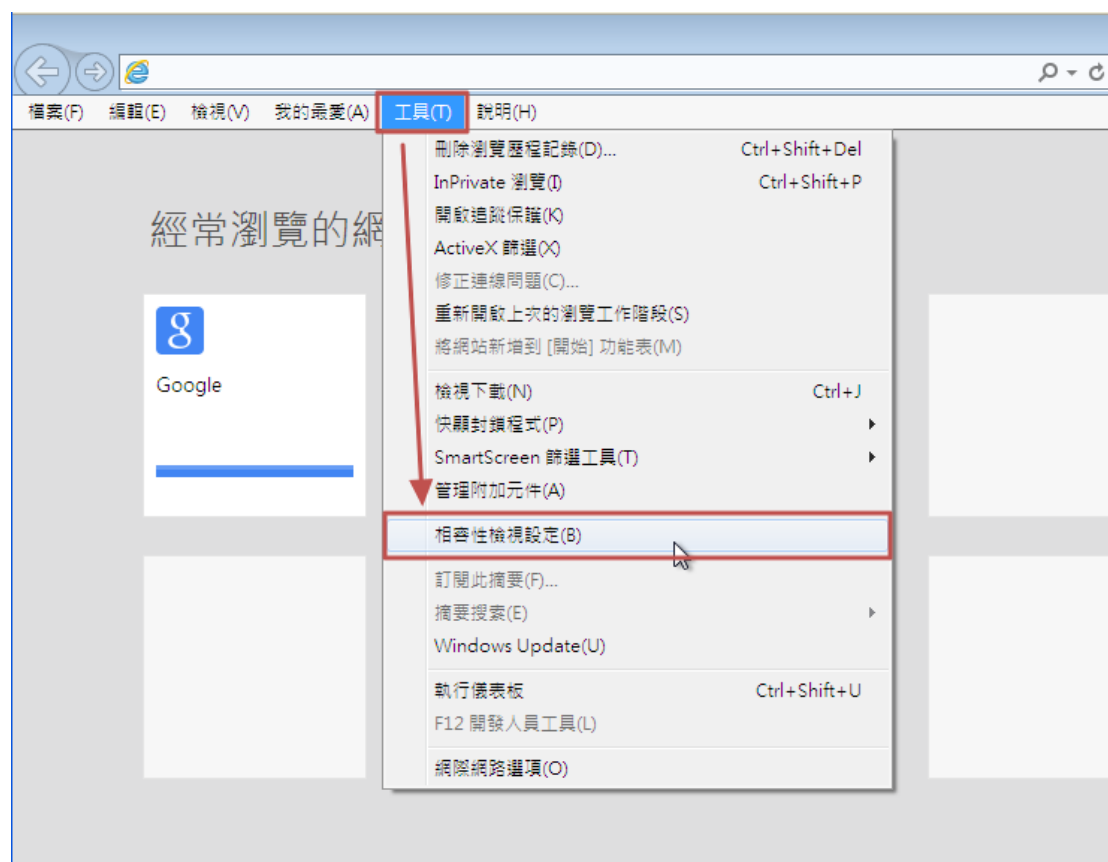 檔案(F) 編輯(E) 檢視(V) 我的最愛(A) 工具(T) 說明(H)
刪除瀏覽歷程記錄(D)... Ctrl+Shift+Del
InPrivate 瀏覽(I) Ctrl+Shift+P
開啟追蹤保護(K)
ActiveX 篩選(X)
修正連線問題(C)...
重新開啟上次的瀏覽工作階段(S)
將網站新增到 [開始] 功能表(M)
檢視下載(N) Ctrl+J
快顯封鎖程式(P)
SmartScreen 篩選工具(T)
管理附加元件(A)
相容性檢視設定(B)
訂閱此摘要(F)...
摘要搜索(E)
Windows Update(U)
執行儀表板 Ctrl+Shift+U
F12 開發人員工具(L)
網際網路選項(O)
經常瀏覽的網
g
Google